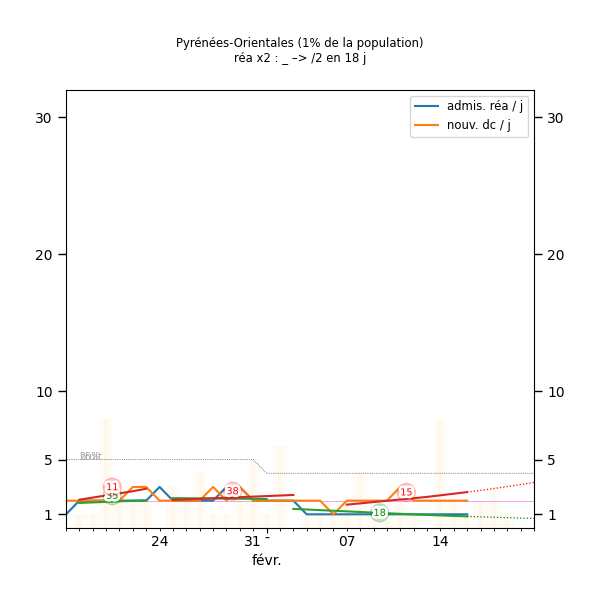 Pyrénées-Orientales (1% de la population)
réa x2 : _ –> /2 en 18 j
admis. réa / j
nouv. dc / j
30 30
20 20
10 10
5 5
11
38
15
18
1 1
24 31 - 07 14
févr.